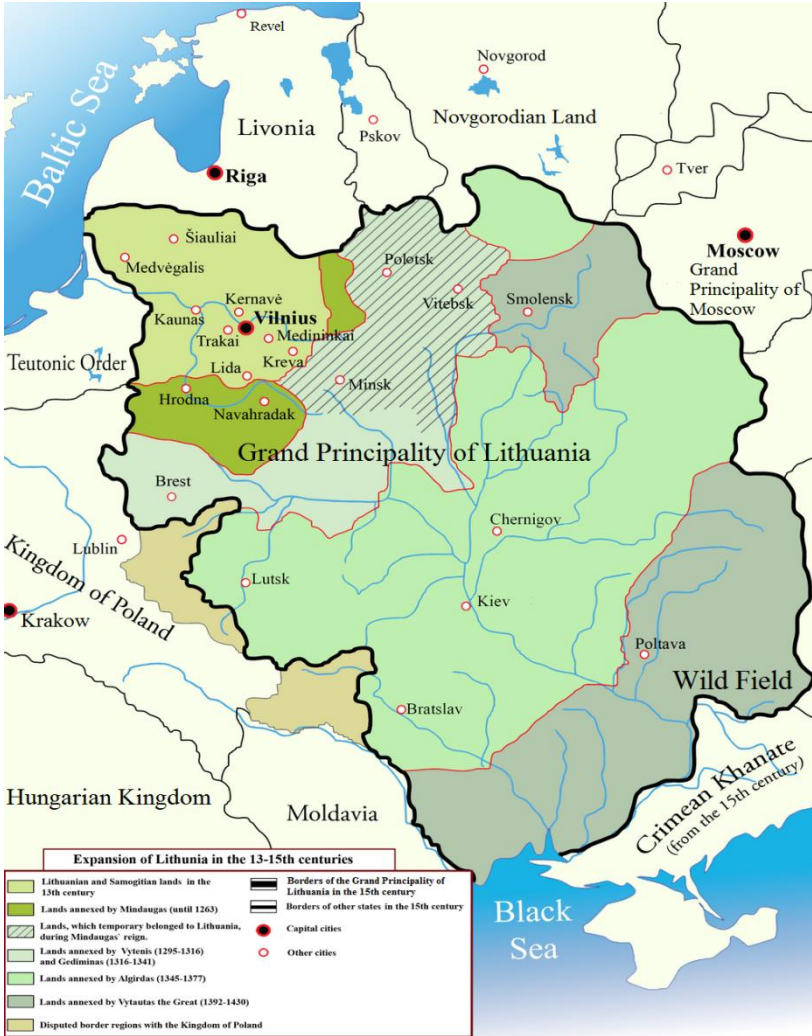 Revel
Baltic Sea
Novgorod
Novgorodian Land
Livonia
Pskov
Tver
Riga
Moscow
Grand
Principality of
Moscow
Šiauliai
Medvėgalis
Polotsk
Vitebsk
Smolensk
Kernavė
Kaunas
Vilnius
Trakai
Medininkai
Kreva
Lida
Teutonic Order
Minsk
Hrodna
Navahradak
Grand Principality of Lithuania
Brest
Chernigov
Lublin
Kingdom of Poland
Lutsk
Kiev
Krakow
Poltava
Wild Field
Bratslav
Hungarian Kingdom
Moldavia
Crimean Khanate
(from the 15th century)
Black
Sea
Expansion of Lithunia in the 13-15th centuries
Lithuanian and Samogitian lands in the
13th century
Lands annexed by Mindaugas (until 1263)
Lands, which temporary belonged to Lithuania,
during Mindaugas` reign.
Lands annexed by Vytenis (1295-1316)
and Gediminas (1316-1341)
Lands annexed by Algirdas (1345-1377)
Lands annexed by Vytautas the Great (1392-1430)
Disputed border regions with the Kingdom of Poland
Borders of the Grand Principality of
Lithuania in the 15th century
Borders of other states in the 15th century
Capital cities
Other cities